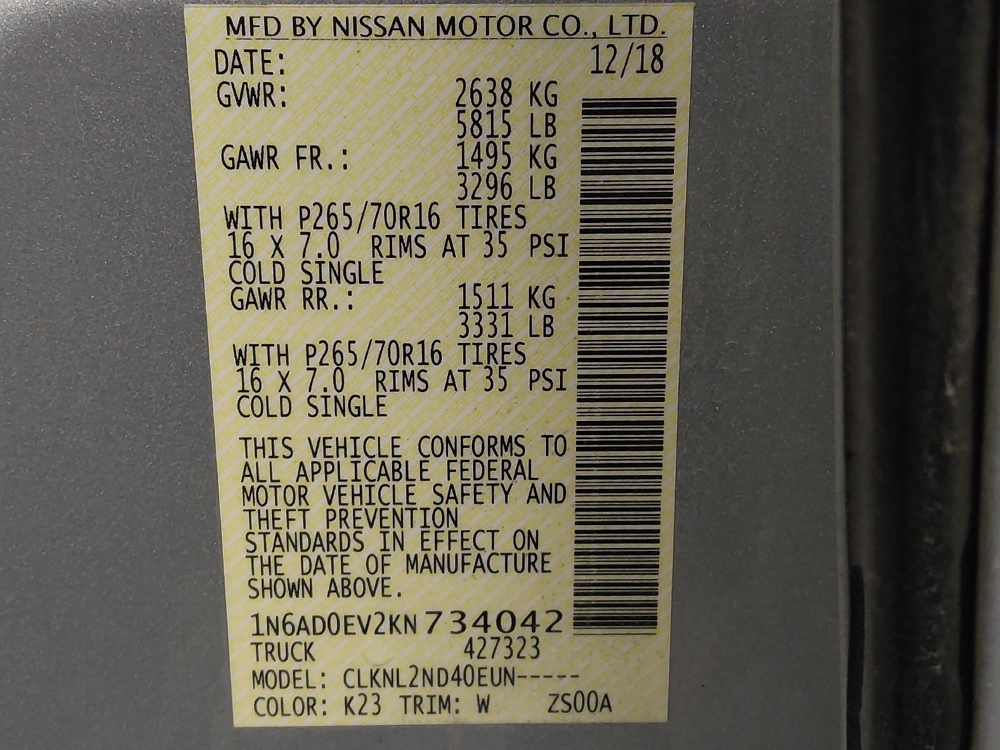 MFD BY NISSAN MOTOR CO., LTD.
DATE: 12/18
GVWR: 2638 KG
5815 LB
GAWR FR.: 1495 KG
3296 LB
WITH P265/70R16 TIRES
16 X 7.0 RIMS AT 35 PSI
COLD SINGLE
GAWR RR.: 1511 KG
3331 LB
WITH P265/70R16 TIRES
16 X 7.0 RIMS AT 35 PSI
COLD SINGLE
THIS VEHICLE CONFORMS TO
ALL APPLICABLE FEDERAL
MOTOR VEHICLE SAFETY AND
THEFT PREVENTION
STANDARDS IN EFFECT ON
THE DATE OF MANUFACTURE
SHOWN ABOVE.
1N6AD0EV2KN734042
TRUCK 427323
MODEL: CLKNL2ND40EUN-----
COLOR: K23 TRIM: W ZS00A